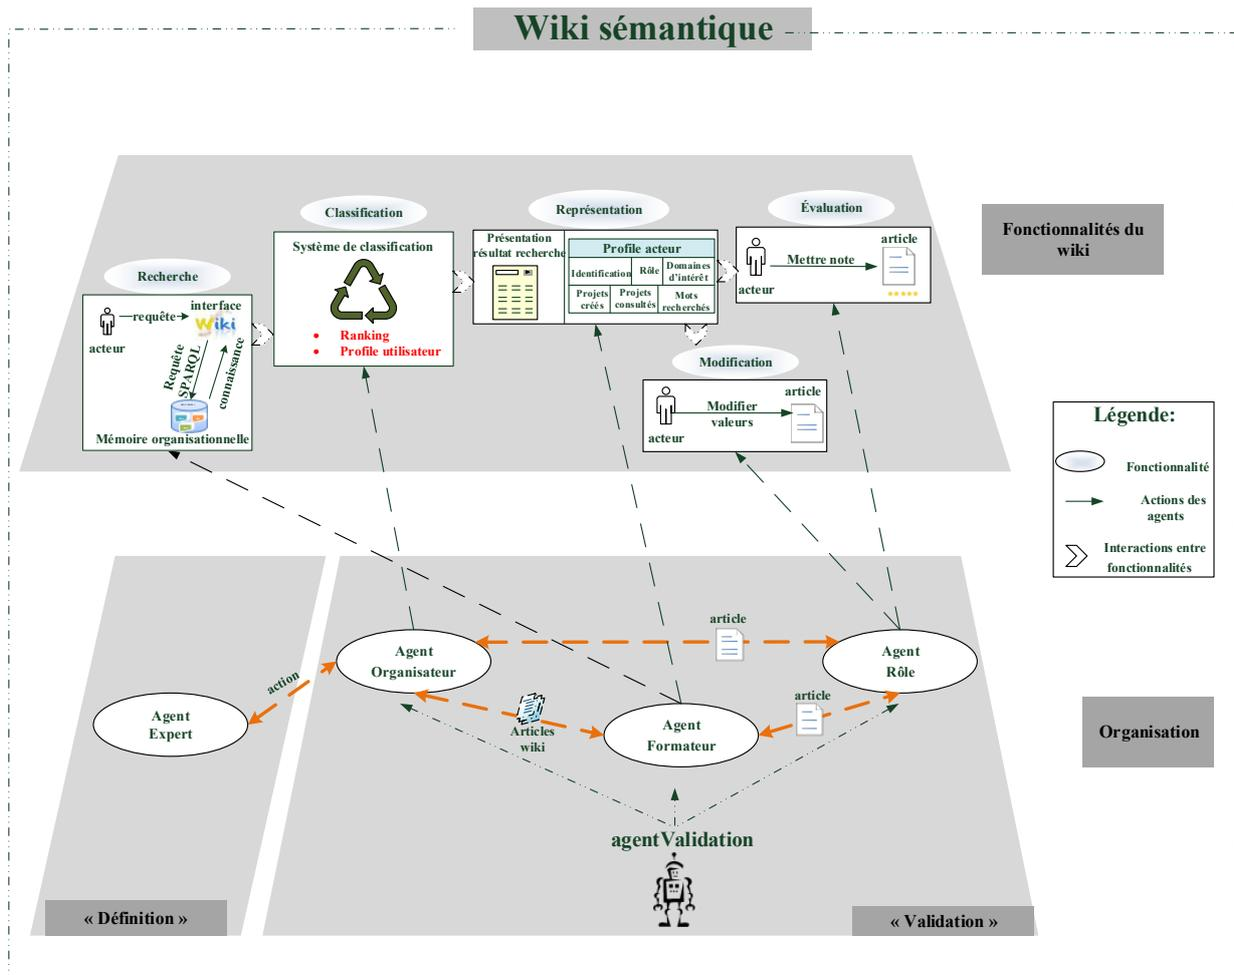 Wiki sémantique
Fonctionnalités du
wiki
Recherche
acteur
requête
interface
Wiki
Requête
SPARQL
connaissance
Mémoire organisationnelle
Classification
Système de classification
• Ranking
• Profile utilisateur
Représentation
Présentation
résultat recherche
Profile acteur
Identification
Rôle
Domaines
d'intérêt
Projets
créés
Projets
consultés
Mots
recherchés
Évaluation
acteur
Mettre note
article
Modification
acteur
Modifier
valeurs
article
Légende:
Fonctionnalité
Actions des
agents
Interactions entre
fonctionnalités
Agent
Expert
action
Agent
Organisateur
article
Agent
Rôle
Articles
wiki
Agent
Formateur
article
agentValidation
Organisation
« Définition »
« Validation »